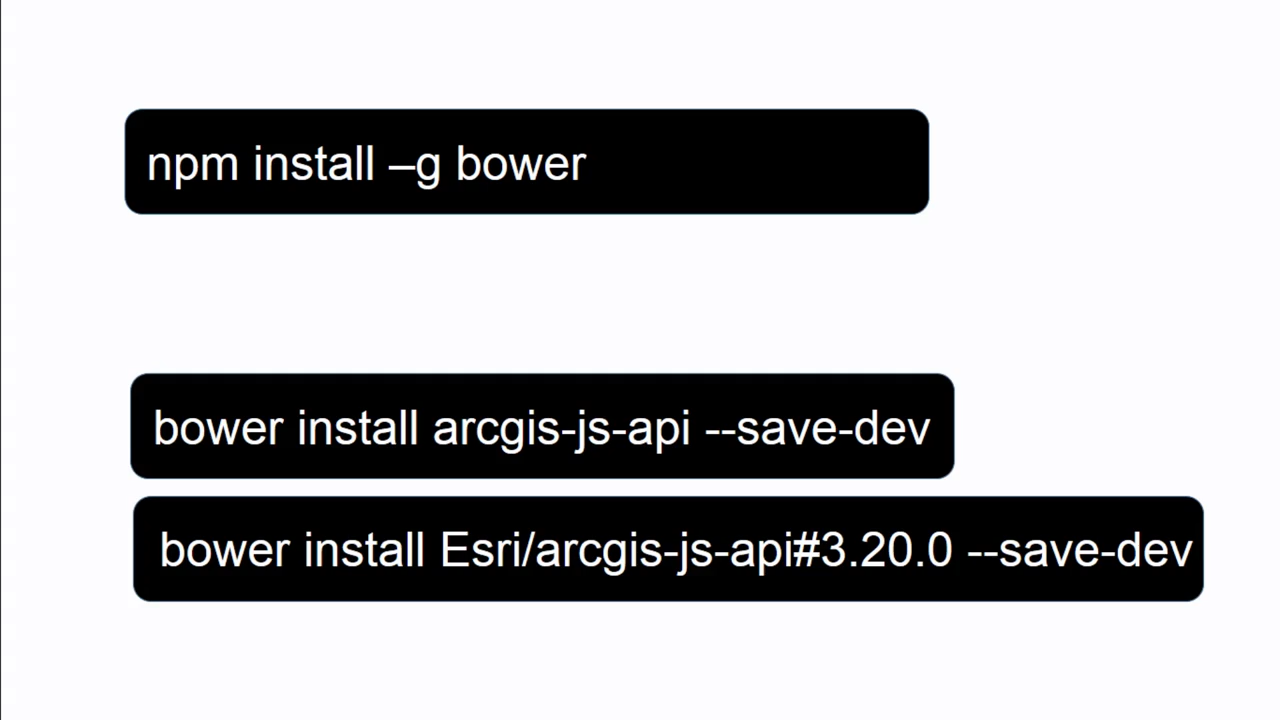 npm install –g bower
bower install arcgis-js-api --save-dev
bower install Esri/arcgis-js-api#3.20.0 --save-dev